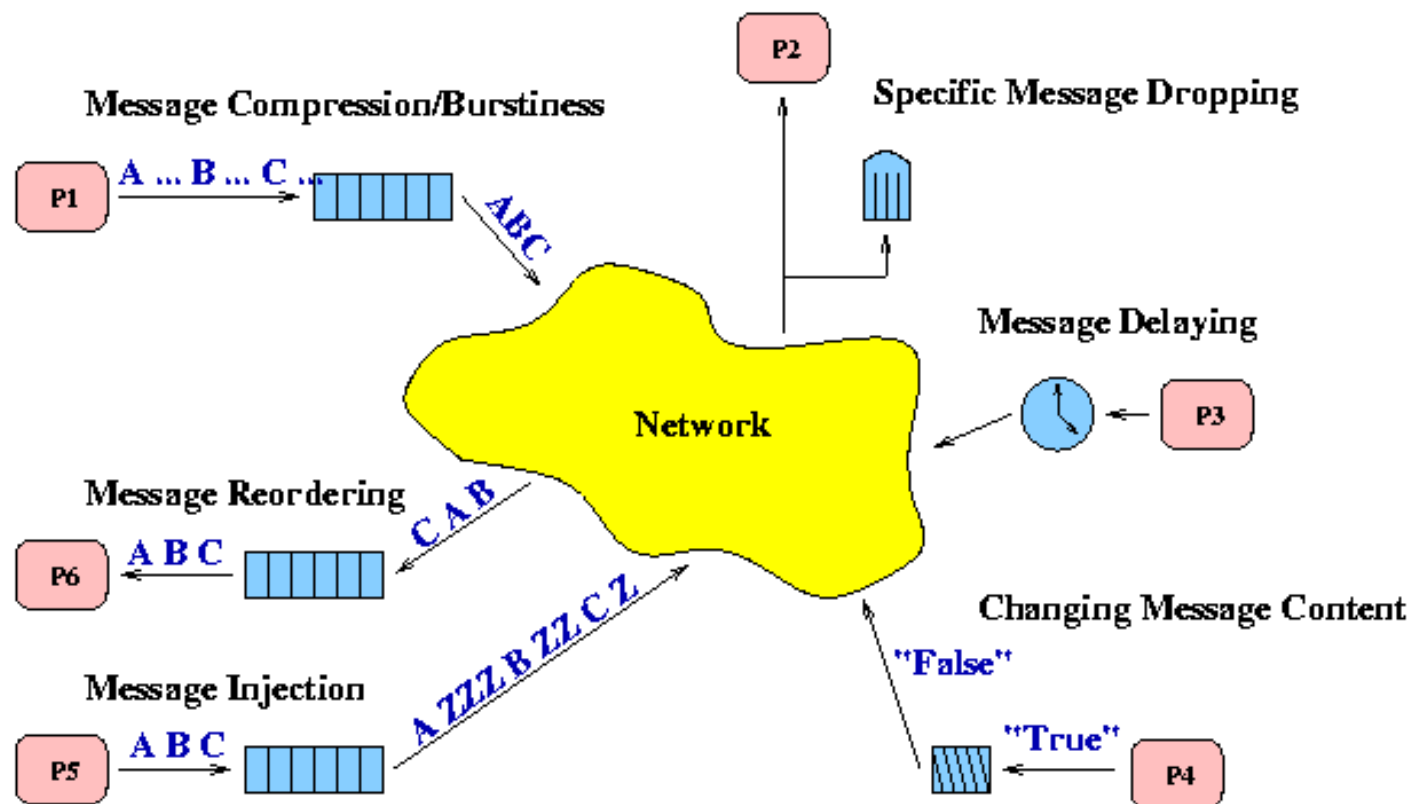 P2
Message Compression/Burstiness
Specific Message Dropping
A ... B ... C ...
P1
ABC
Message Delaying
P3
Network
Message Reordering
C A B
A B C
P6
Changing Message Content
"False"
A ZZZ B ZZ C Z
Message Injection
A B C
P5
"True"
P4